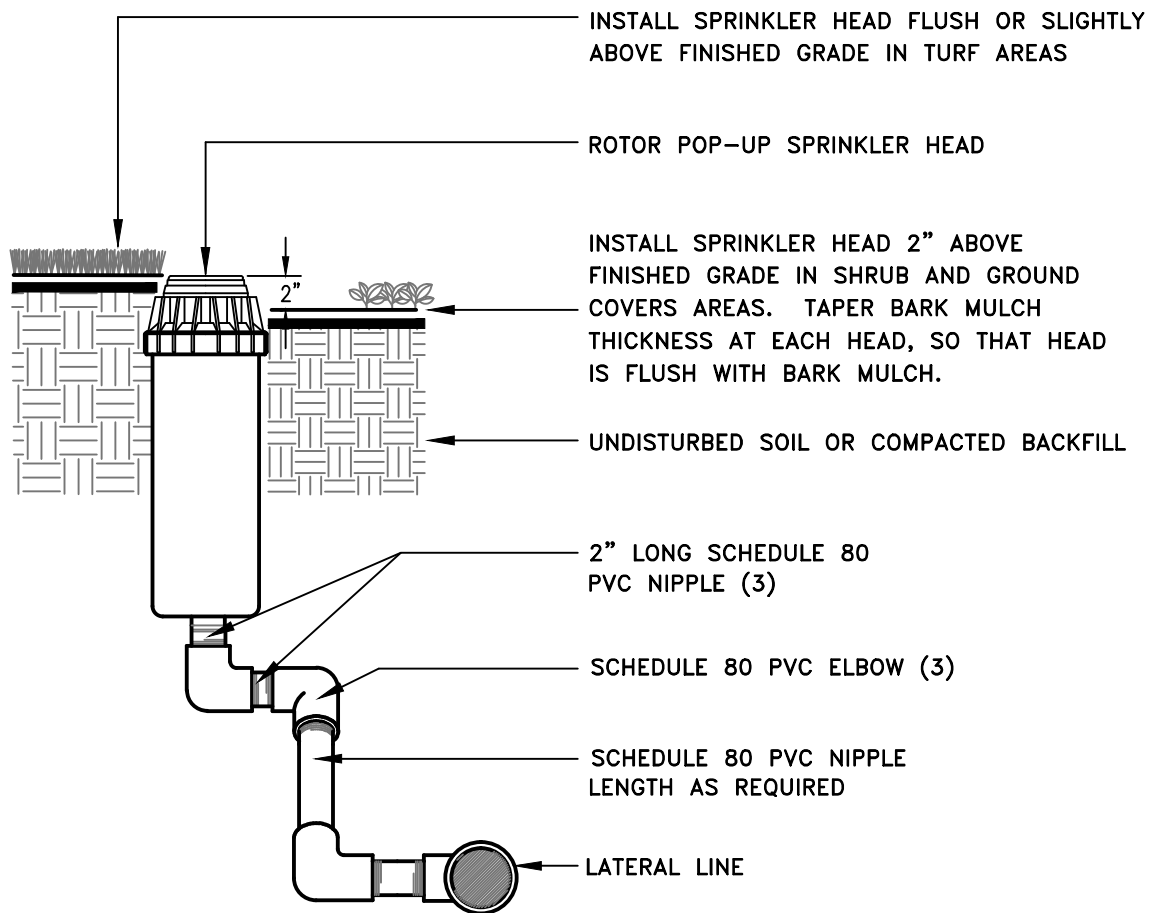 INSTALL SPRINKLER HEAD FLUSH OR SLIGHTLY
ABOVE FINISHED GRADE IN TURF AREAS
ROTOR POP-UP SPRINKLER HEAD
INSTALL SPRINKLER HEAD 2” ABOVE
FINISHED GRADE IN SHRUB AND GROUND
COVERS AREAS. TAPER BARK MULCH
THICKNESS AT EACH HEAD, SO THAT HEAD
IS FLUSH WITH BARK MULCH.
2”
UNDISTURBED SOIL OR COMPACTED BACKFILL
2” LONG SCHEDULE 80
PVC NIPPLE (3)
SCHEDULE 80 PVC ELBOW (3)
SCHEDULE 80 PVC NIPPLE
LENGTH AS REQUIRED
LATERAL LINE